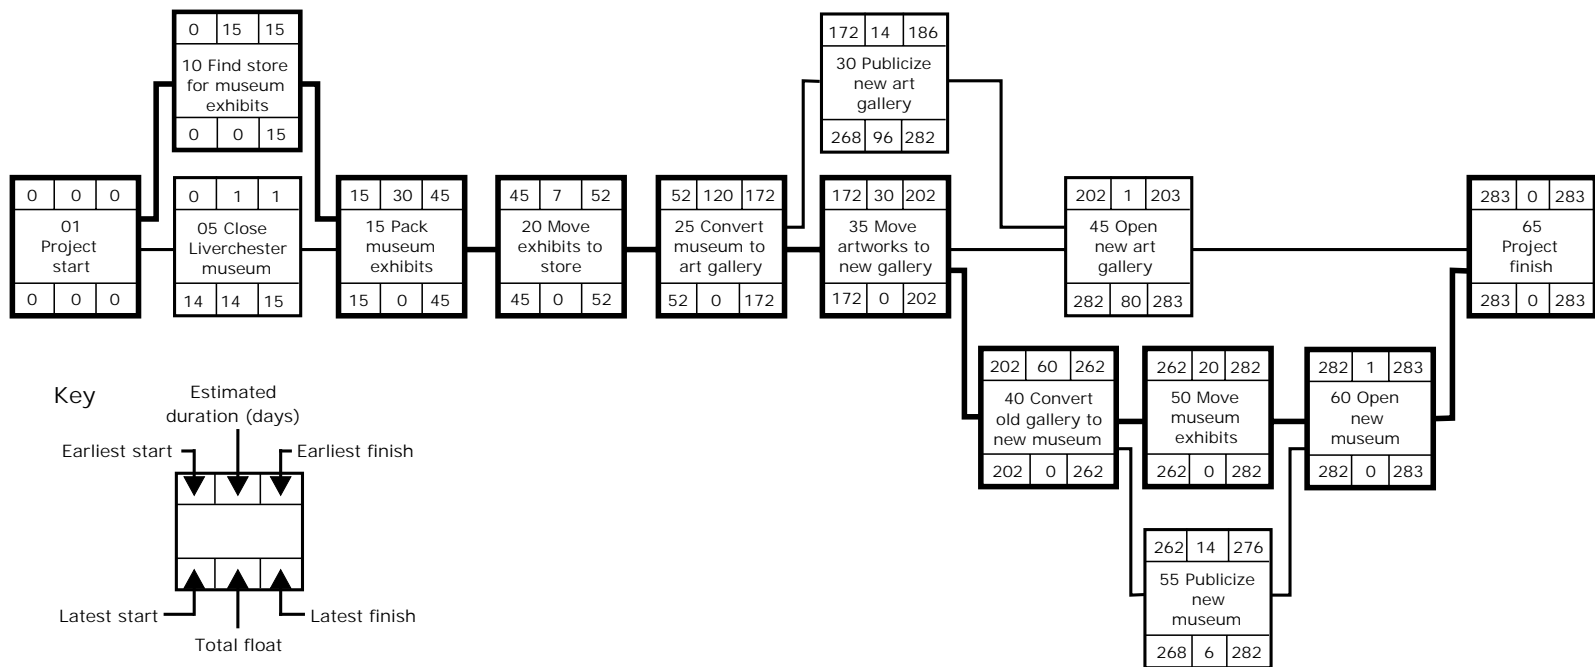 0 15 15
10 Find store
for museum
exhibits
0 0 15
0 0 0
01
Project
start
0 0 0
0 1 1
05 Close
Liverchester
museum
14 14 15
15 30 45
15 Pack
museum
exhibits
15 0 45
45 7 52
20 Move
exhibits to
store
45 0 52
52 120 172
25 Convert
museum to
art gallery
52 0 172
172 14 186
30 Publicize
new art
gallery
268 96 282
172 30 202
35 Move
artworks to
new gallery
172 0 202
202 1 203
45 Open
new art
gallery
282 80 283
283 0 283
65
Project
finish
283 0 283
202 60 262
40 Convert
old gallery to
new museum
202 0 262
262 20 282
50 Move
museum
exhibits
262 0 282
282 1 283
60 Open
new
museum
282 0 283
262 14 276
55 Publicize
new
museum
268 6 282
Key
Estimated
duration (days)
Earliest start
Earliest finish
Latest start
Latest finish
Total float